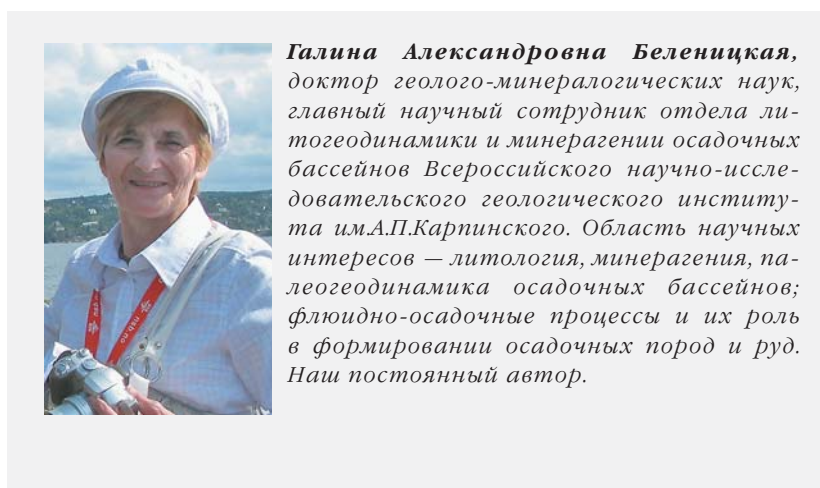 Галина Александровна Беленицкая,
доктор геолого-минералогических наук,
главный научный сотрудник отдела ли-
тогеодинамики и минерагении осадочных
бассейнов Всероссийского научно-иссле-
довательского геологического институ-
та им.А.П.Карпинского. Область научных
интересов — литология, минерагения, па-
леогеодинамика осадочных бассейнов;
флюидно-осадочные процессы и их роль
в формировании осадочных пород и руд.
Наш постоянный автор.